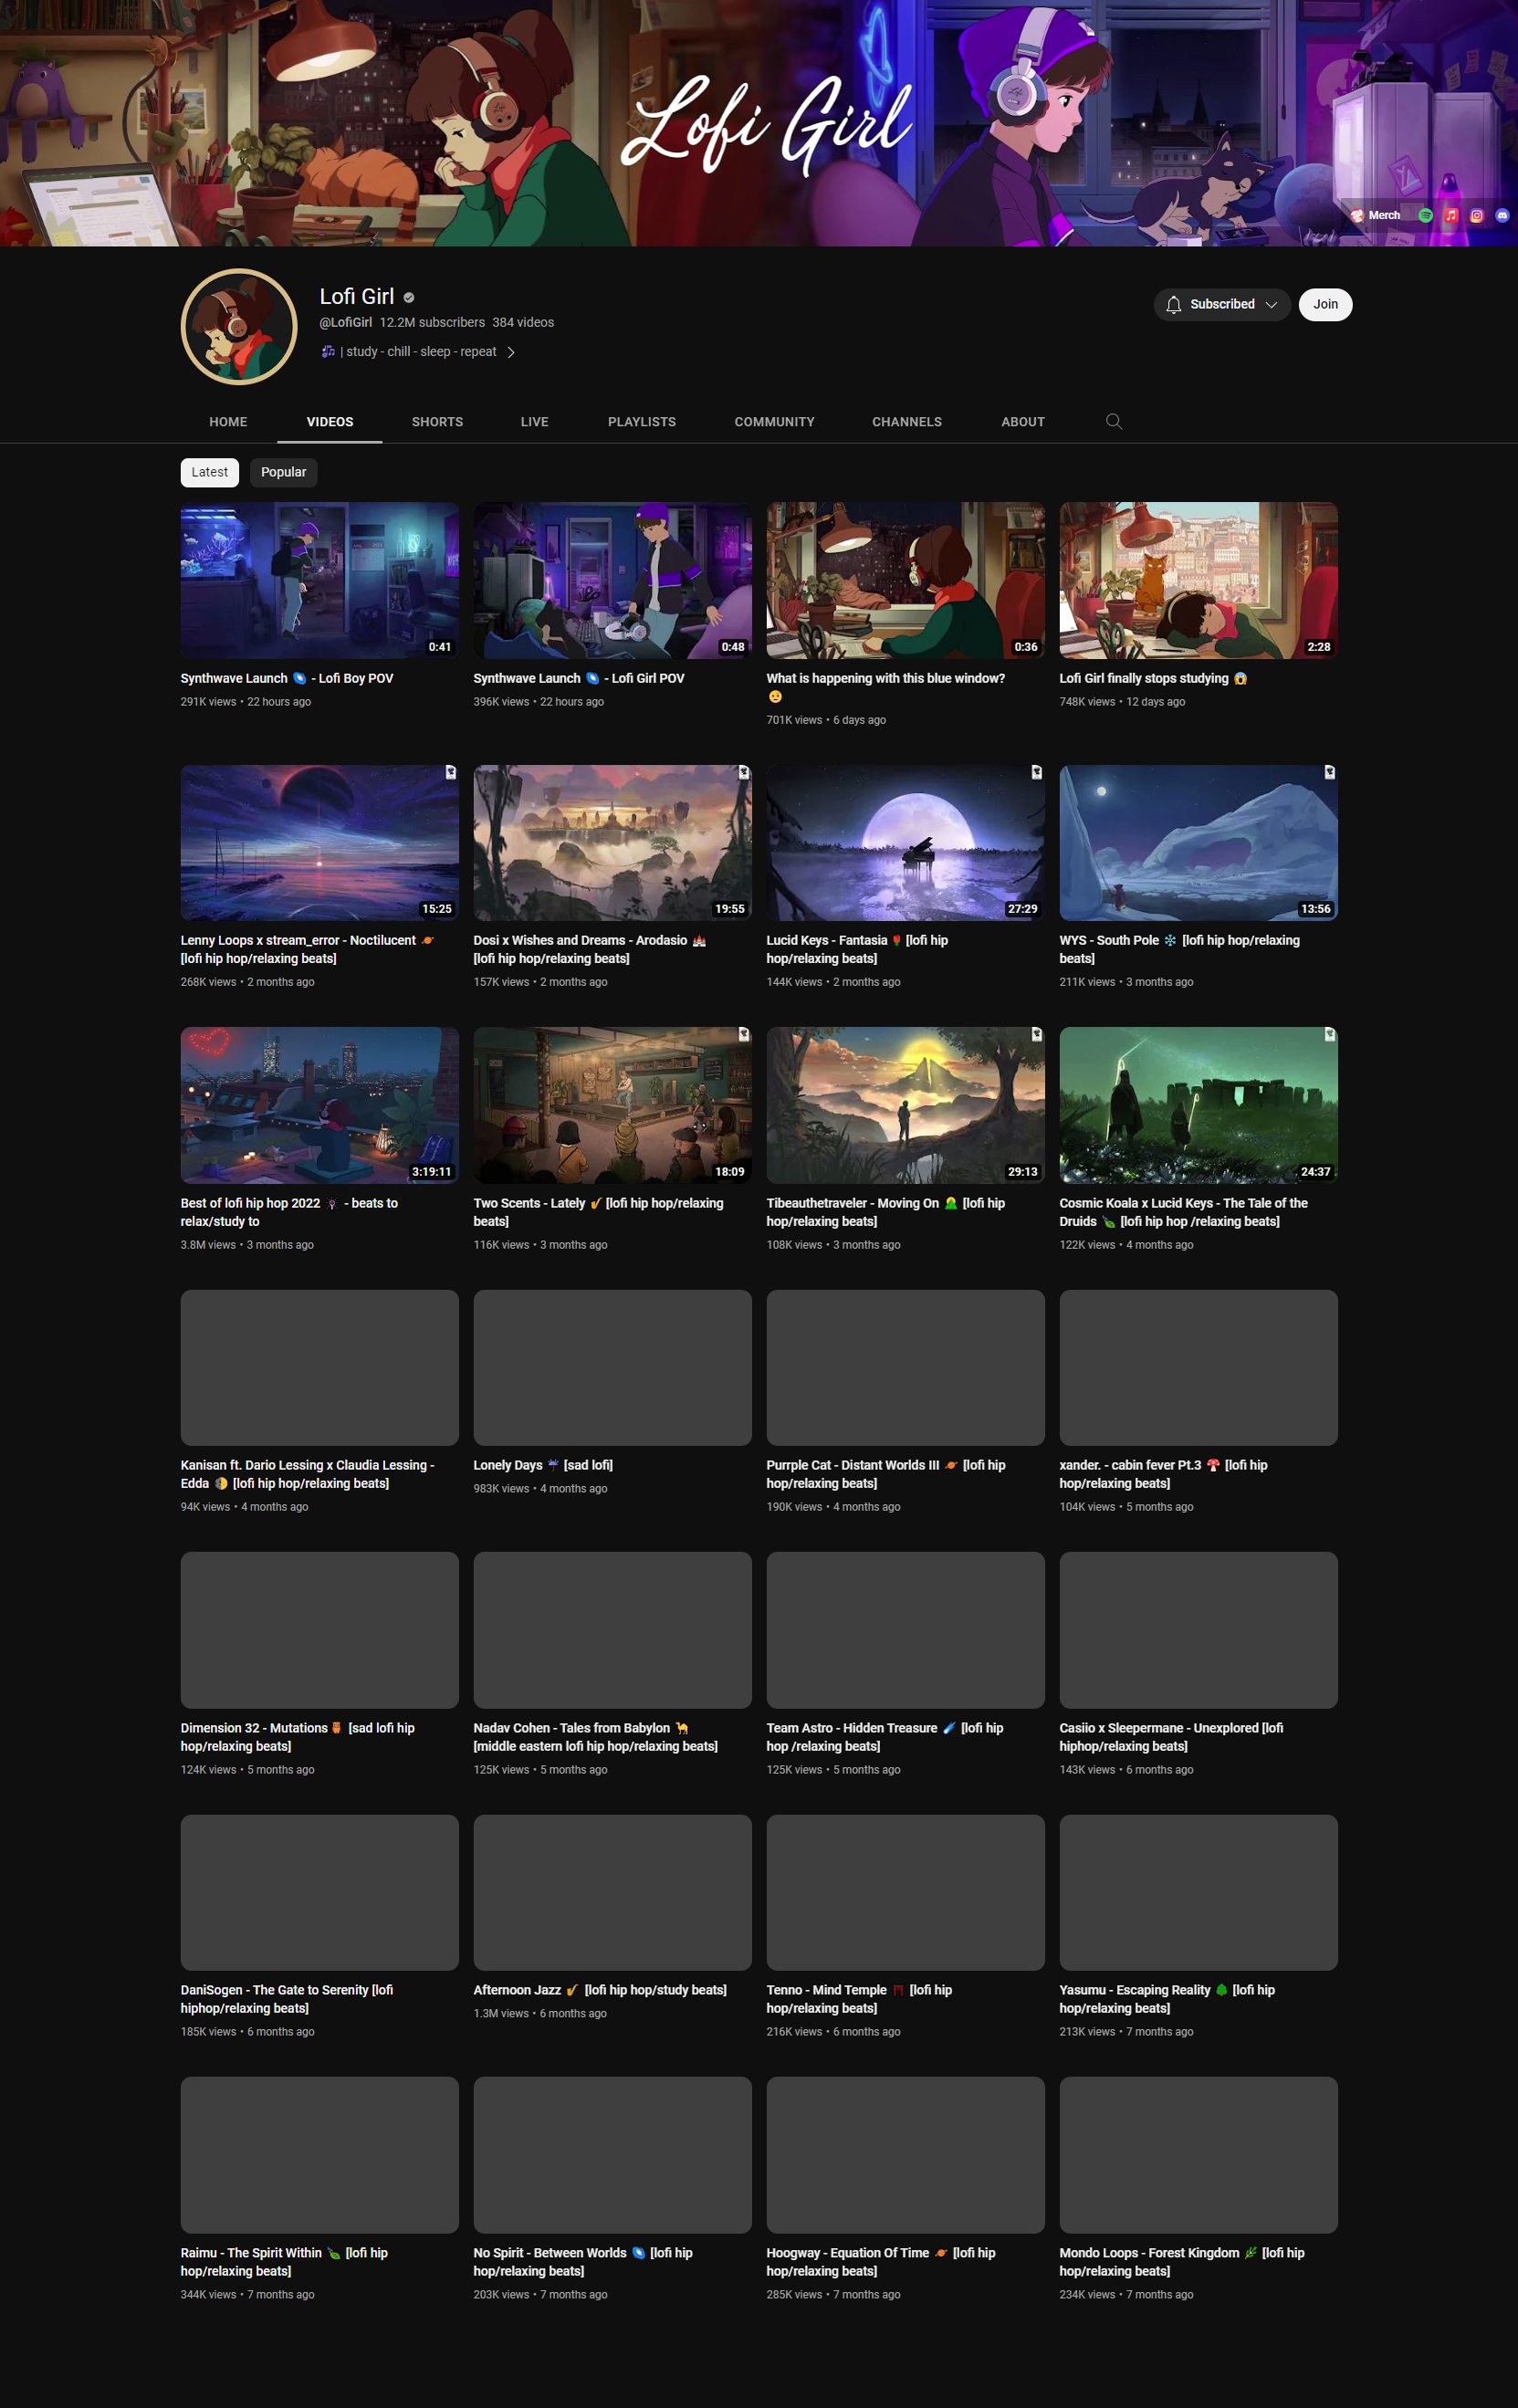 Lofi Girl
Merch
Lofi Girl
@LofiGirl 12.2M subscribers 384 videos
🎶 | study - chill - sleep - repeat
Subscribed
Join
HOME VIDEOS SHORTS LIVE PLAYLISTS COMMUNITY CHANNELS ABOUT
Latest Popular
0:41
0:48
0:36
2:28
Synthwave Launch 🌌 - Lofi Boy POV
291K views • 22 hours ago
Synthwave Launch 🌌 - Lofi Girl POV
396K views • 22 hours ago
What is happening with this blue window?
😟
701K views • 6 days ago
Lofi Girl finally stops studying 😱
748K views • 12 days ago
15:25
19:55
27:29
13:56
Lenny Loops x stream_error - Noctilucent 🪐
[lofi hip hop/relaxing beats]
268K views • 2 months ago
Dosi x Wishes and Dreams - Arodasio 🏰
[lofi hip hop/relaxing beats]
157K views • 2 months ago
Lucid Keys - Fantasia 🌹 [lofi hip
hop/relaxing beats]
144K views • 2 months ago
WYS - South Pole ❄️ [lofi hip hop/relaxing
beats]
211K views • 3 months ago
3:19:11
18:09
29:13
24:37
Best of lofi hip hop 2022 🎆 - beats to
relax/study to
3.8M views • 3 months ago
Two Scents - Lately 🎷 [lofi hip hop/relaxing
beats]
116K views • 3 months ago
Tibeauthetraveler - Moving On 🌄 [lofi hip
hop/relaxing beats]
108K views • 3 months ago
Cosmic Koala x Lucid Keys - The Tale of the
Druids 🍃 [lofi hip hop /relaxing beats]
122K views • 4 months ago
Kanisan ft. Dario Lessing x Claudia Lessing -
Edda 🌗 [lofi hip hop/relaxing beats]
94K views • 4 months ago
Lonely Days ☔ [sad lofi]
983K views • 4 months ago
Purrple Cat - Distant Worlds III 🪐 [lofi hip
hop/relaxing beats]
190K views • 4 months ago
xander. - cabin fever Pt.3 🍄 [lofi hip
hop/relaxing beats]
104K views • 5 months ago
Dimension 32 - Mutations🦉 [sad lofi hip
hop/relaxing beats]
124K views • 5 months ago
Nadav Cohen - Tales from Babylon 🐪
[middle eastern lofi hip hop/relaxing beats]
125K views • 5 months ago
Team Astro - Hidden Treasure ☄️ [lofi hip
hop /relaxing beats]
125K views • 5 months ago
Casiio x Sleepermane - Unexplored [lofi
hiphop/relaxing beats]
143K views • 6 months ago
DaniSogen - The Gate to Serenity [lofi
hiphop/relaxing beats]
185K views • 6 months ago
Afternoon Jazz 🎷 [lofi hip hop/study beats]
1.3M views • 6 months ago
Tenno - Mind Temple ⛩️ [lofi hip
hop/relaxing beats]
216K views • 6 months ago
Yasumu - Escaping Reality 🌳 [lofi hip
hop/relaxing beats]
213K views • 7 months ago
Raimu - The Spirit Within 🍃 [lofi hip
hop/relaxing beats]
344K views • 7 months ago
No Spirit - Between Worlds 🌌 [lofi hip
hop/relaxing beats]
203K views • 7 months ago
Hoogway - Equation Of Time 🪐 [lofi hip
hop/relaxing beats]
285K views • 7 months ago
Mondo Loops - Forest Kingdom 🌿 [lofi hip
hop/relaxing beats]
234K views • 7 months ago